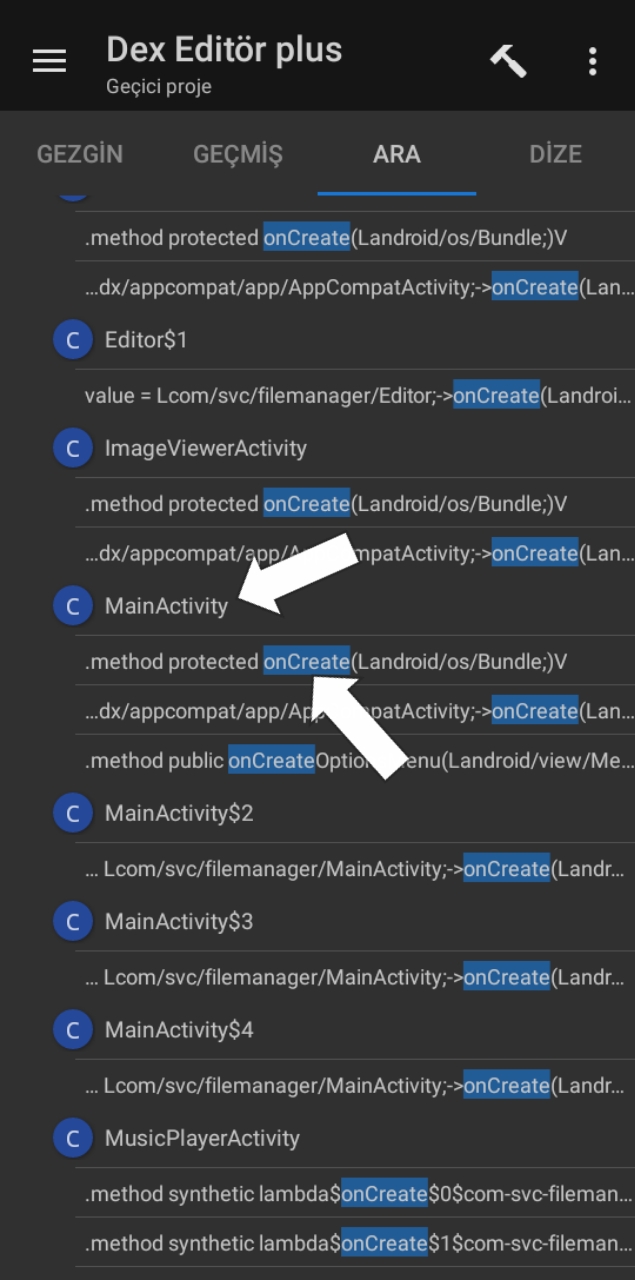 Dex Editör plus
Geçici proje
GEZGİN GEÇMİŞ ARA DİZE
.method protected onCreate(Landroid/os/Bundle;)V
...dx/appcompat/app/AppCompatActivity;->onCreate(Lan...
C Editor$1
value = Lcom/svc/filemanager/Editor;->onCreate(Landroi...
C ImageViewerActivity
.method protected onCreate(Landroid/os/Bundle;)V
...dx/appcompat/app/A mpatActivity;->onCreate(Lan...
C MainActivity
.method protected onCreate(Landroid/os/Bundle;)V
...dx/appcompat/app/Ap patActivity;->onCreate(Lan...
.method public onCreateOptio enu(Landroid/view/Me...
C MainActivity$2
... Lcom/svc/filemanager/MainActivity;->onCreate(Landr...
C MainActivity$3
... Lcom/svc/filemanager/MainActivity;->onCreate(Landr...
C MainActivity$4
... Lcom/svc/filemanager/MainActivity;->onCreate(Landr...
C MusicPlayerActivity
.method synthetic lambda$onCreate$0$com-svc-fileman...
.method synthetic lambda$onCreate$1$com-svc-fileman...